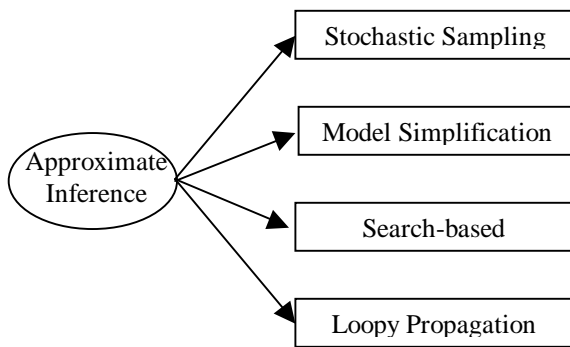 Stochastic Sampling
Model Simplification
Approximate
Inference
Search-based
Loopy Propagation